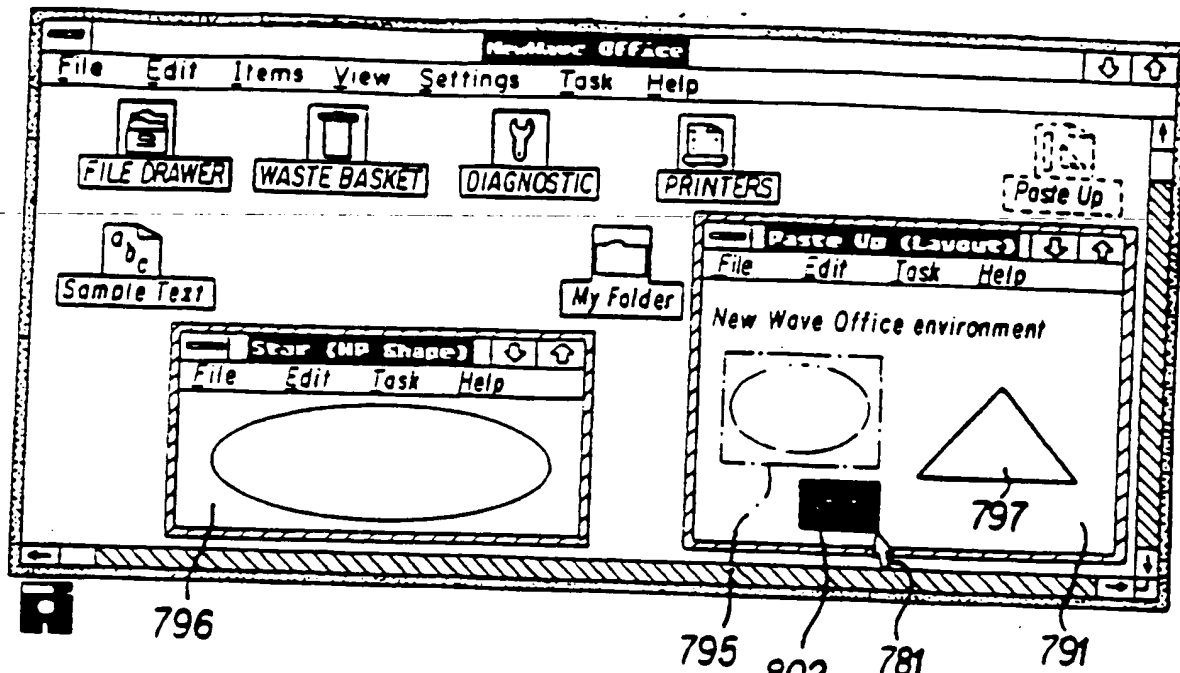 NewWave Office
File Edit Items View Settings Task Help
FILE DRAWER WASTE BASKET DIAGNOSTIC PRINTERS Paste Up
abc
Sample Text
My Folder
Paste Up (Layout)
File Edit Task Help
New Wave Office environment
Star (HP Shape)
File Edit Task Help
797
796
795
781
791